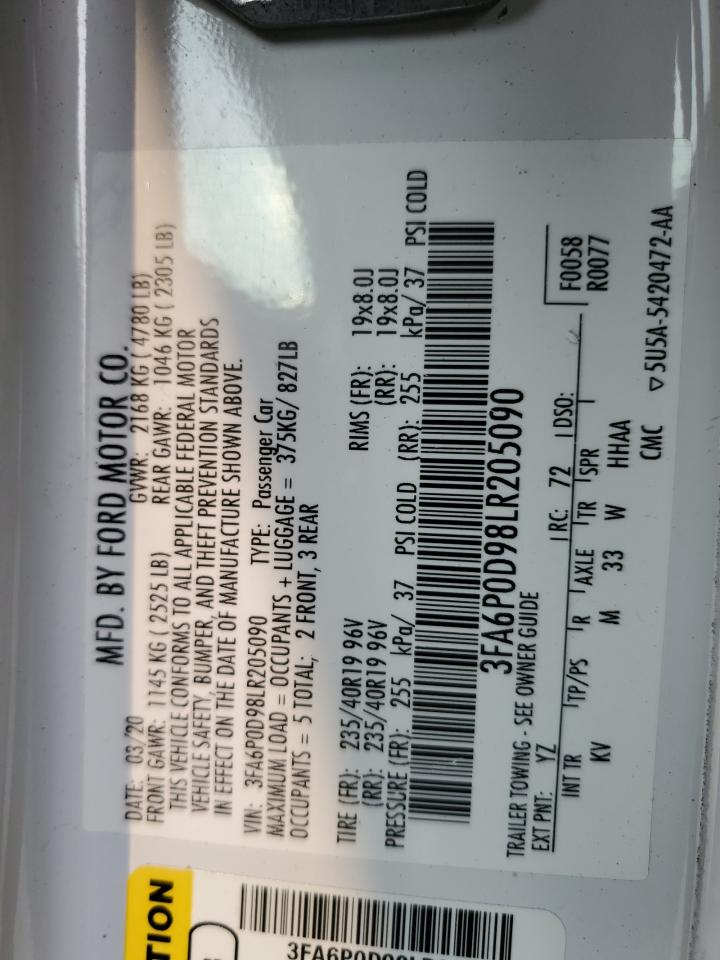 MFD. BY FORD MOTOR CO.
DATE: 03/20 GVWR: 2168 KG ( 4780 LB)
FRONT GAWR: 1145 KG ( 2525 LB) REAR GAWR: 1046 KG ( 2305 LB)
THIS VEHICLE CONFORMS TO ALL APPLICABLE FEDERAL MOTOR
VEHICLE SAFETY, BUMPER, AND THEFT PREVENTION STANDARDS
IN EFFECT ON THE DATE OF MANUFACTURE SHOWN ABOVE.
VIN: 3FA6P0D98LR205090 TYPE: Passenger Car
MAXIMUM LOAD = OCCUPANTS + LUGGAGE = 375KG/ 827LB
OCCUPANTS = 5 TOTAL, 2 FRONT, 3 REAR
TIRE (FR): 235/40R19 96V RIMS (FR): 19x8.0J
(RR): 235/40R19 96V (RR): 19x8.0J
PRESSURE (FR): 255 kPa/ 37 PSI COLD (RR): 255 kPa/ 37 PSI COLD
3FA6P0D98LR205090
TRAILER TOWING - SEE OWNER GUIDE
EXT PNT: YZ RC: 72 DSO: F0058
INT TR TP/PS R AXLE TR SPR R0077
KV M 33 W HHAA
CMC ▽5U5A-5420472-AA